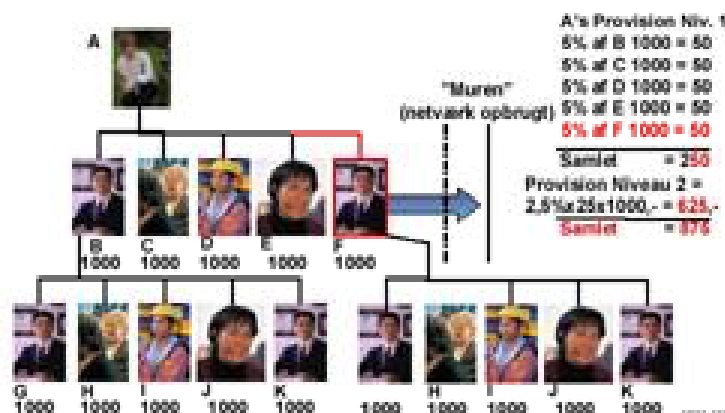 A's Provision Niv. 1
A
5% af B 1000 = 50
5% af C 1000 = 50
5% af D 1000 = 50
"Muren"
5% af E 1000 = 50
(netværk opbrugt)
5% af F 1000 = 50
Samlet = 250
Provision Niveau 2 =
2,5%x25x1000,- = 625,-
Samlet = 875
B C D E F
1000 1000 1000 1000 1000
G H I J K H I J K
1000 1000 1000 1000 1000 1000 1000 1000 1000 1000